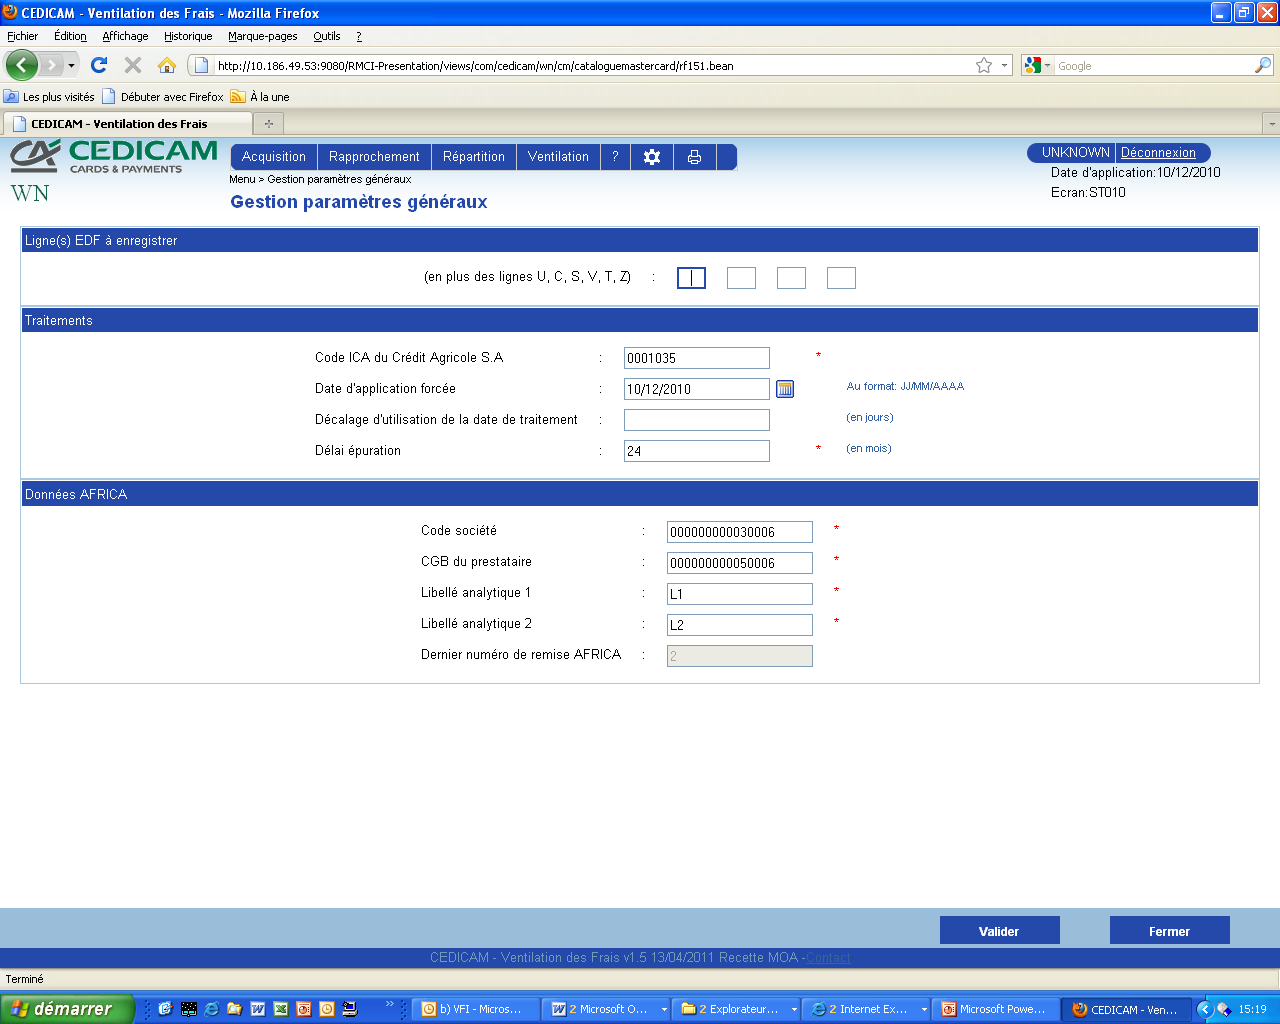 CEDICAM - Ventilation des Frais - Mozilla Firefox
Fichier Édition Affichage Historique Marque-pages Outils ?
http://10.186.49.53:9080/RMCI-Presentation/views/com/cedicam/wn/cm/cataloguemastercard/rf151.bean
Google
Les plus visités Débuter avec Firefox À la une
CEDICAM - Ventilation des Frais
CEDICAM
CARDS & PAYMENTS
WN
Acquisition Rapprochement Répartition Ventilation ?
UNKNOWN Déconnexion
Menu > Gestion paramètres généraux
Date d'application:10/12/2010
Gestion paramètres généraux
Ecran:ST010
Ligne(s) EDF à enregistrer
(en plus des lignes U, C, S, V, T, Z) :
Traitements
Code ICA du Crédit Agricole S.A : 0001035 *
Date d'application forcée : 10/12/2010 Au format: JJ/MM/AAAA
Décalage d'utilisation de la date de traitement : (en jours)
Délai épuration : 24 * (en mois)
Données AFRICA
Code société : 000000000030006 *
CGB du prestataire : 000000000050006 *
Libellé analytique 1 : L1 *
Libellé analytique 2 : L2 *
Dernier numéro de remise AFRICA : 2
Valider Fermer
CEDICAM - Ventilation des Frais v1.5 13/04/2011 Recette MOA -Contact
Terminé
démarrer b) VFI - Micros... 2 Microsoft O... 2 Explorateur... 2 Internet Ex... Microsoft Powe... CEDICAM - Ven... 15:19